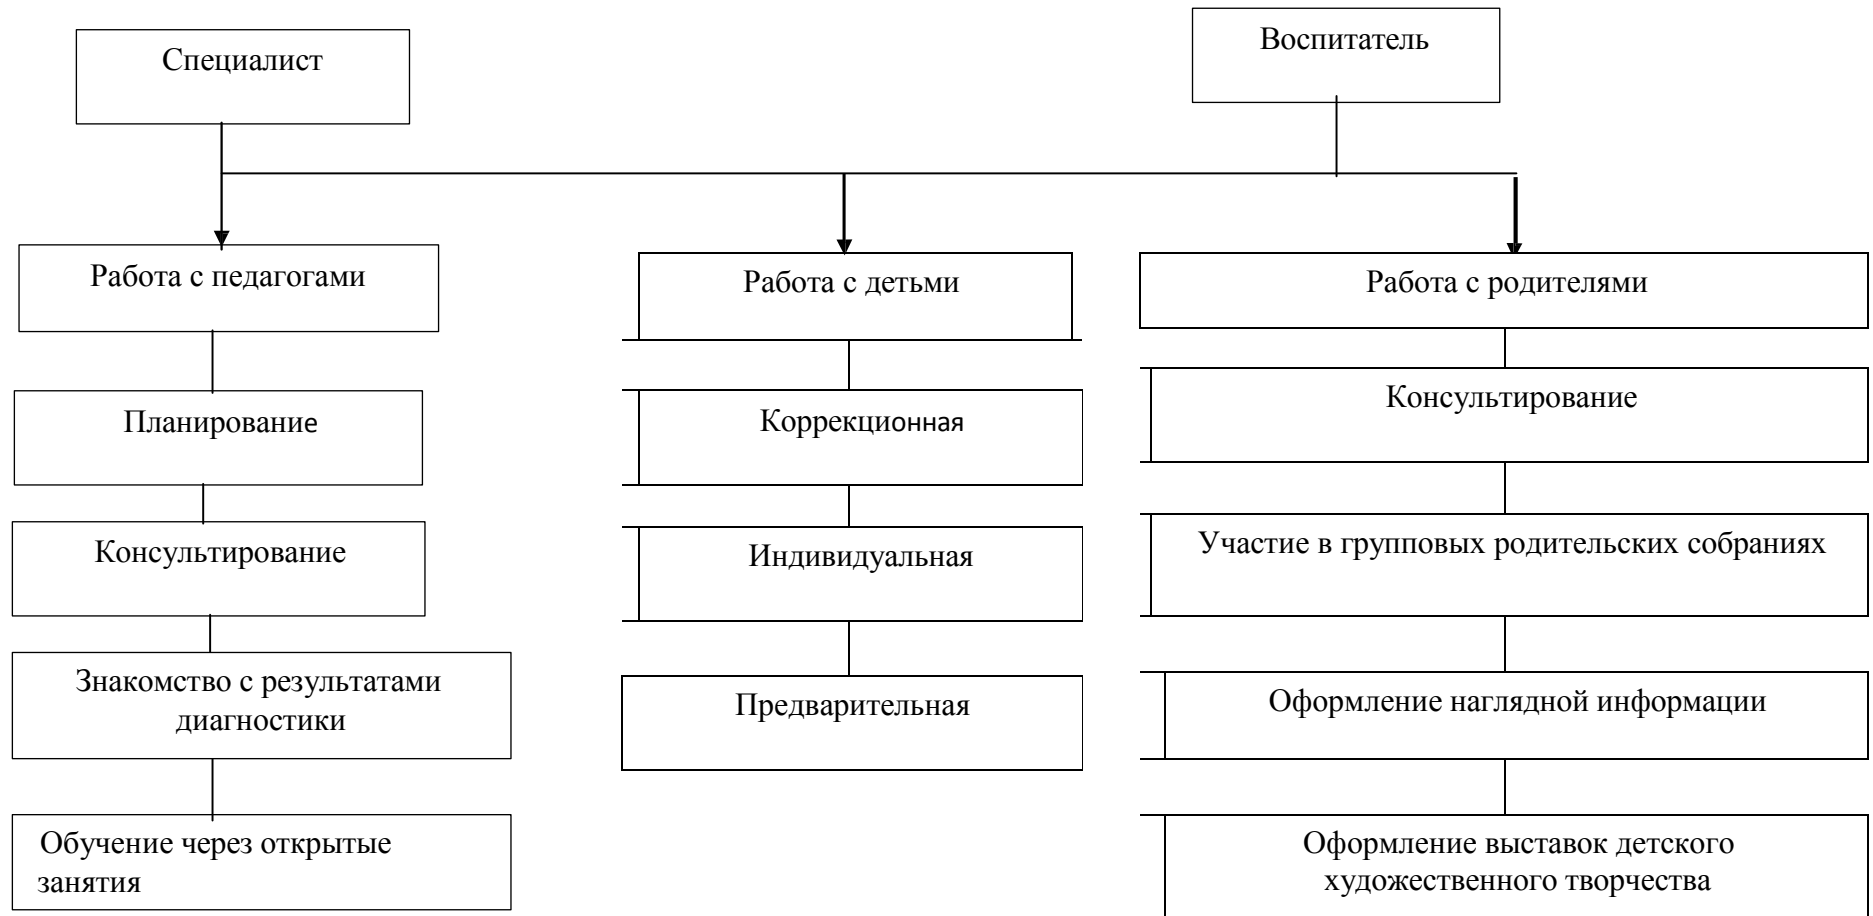 Специалист
Воспитатель
Работа с педагогами
Планирование
Консультирование
Знакомство с результатами
диагностики
Обучение через открытые
занятия
Работа с детьми
Коррекционная
Индивидуальная
Предварительная
Работа с родителями
Консультирование
Участие в групповых родительских собраниях
Оформление наглядной информации
Оформление выставок детского
художественного творчества